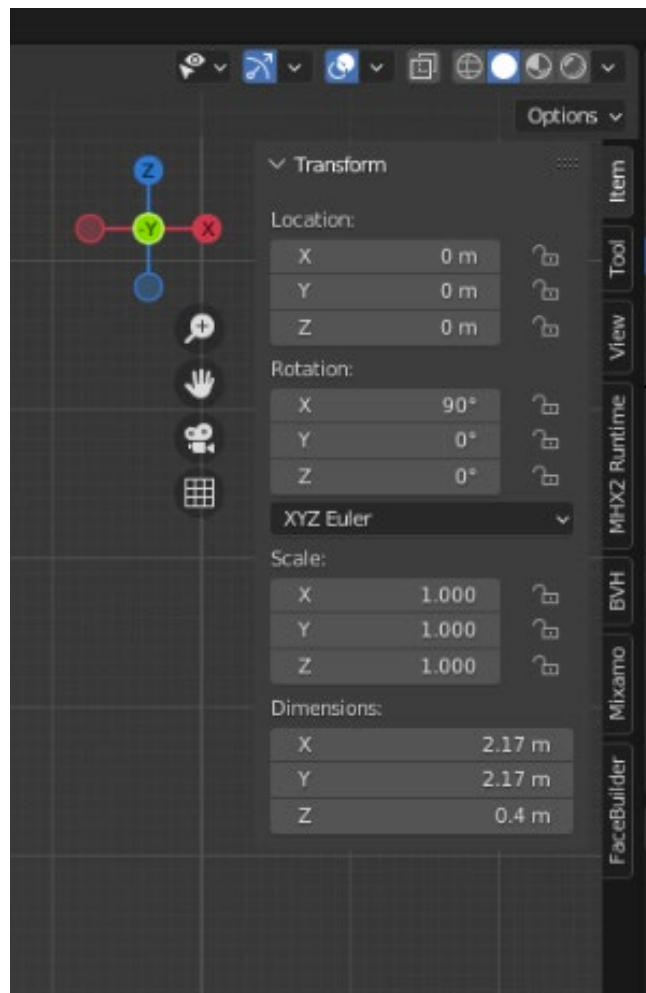 Options
Transform
Z
-Y
X
Location:
X 0 m
Y 0 m
Z 0 m
Rotation:
X 90°
Y 0°
Z 0°
XYZ Euler
Scale:
X 1.000
Y 1.000
Z 1.000
Dimensions:
X 2.17 m
Y 2.17 m
Z 0.4 m
Item
Tool
View
MHX2 Runtime
BVH
Mixamo
FaceBuilder